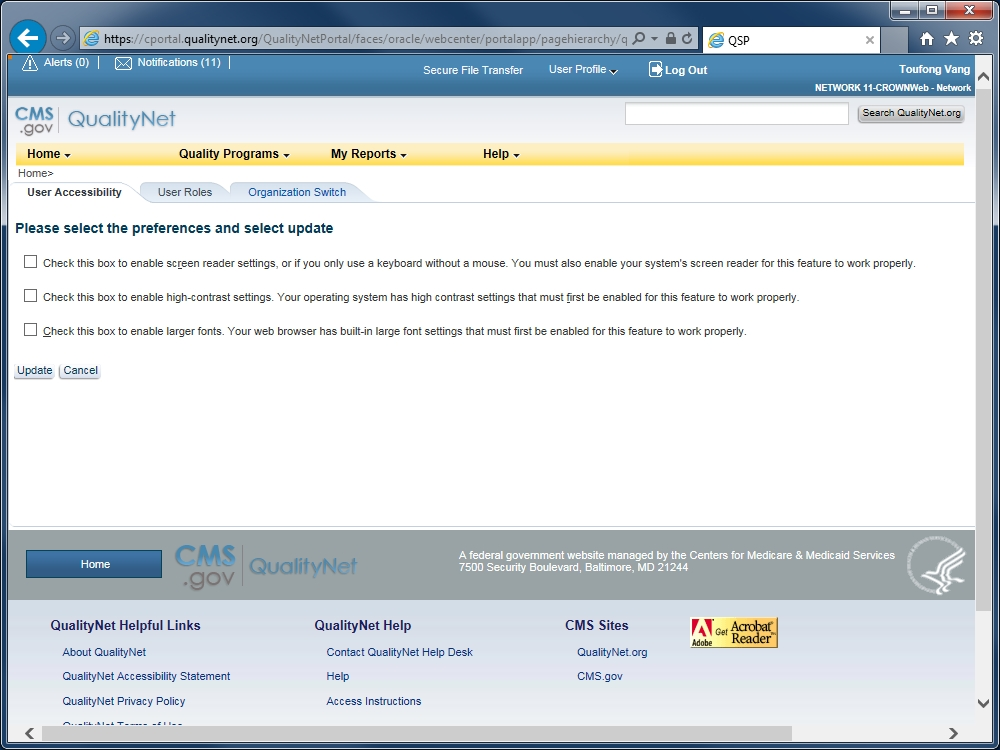 https://cportal.qualitynet.org/QualityNetPortal/faces/oracle/webcenter/portalapp/pagehierarchy/q
QSP
Alerts (0)
Notifications (11)
Secure File Transfer
User Profile
Log Out
Toufong Vang
NETWORK 11-CROWNWeb - Network
CMS
.gov
QualityNet
Search QualityNet.org
Home
Quality Programs
My Reports
Help
Home>
User Accessibility
User Roles
Organization Switch
Please select the preferences and select update
Check this box to enable screen reader settings, or if you only use a keyboard without a mouse. You must also enable your system's screen reader for this feature to work properly.
Check this box to enable high-contrast settings. Your operating system has high contrast settings that must first be enabled for this feature to work properly.
Check this box to enable larger fonts. Your web browser has built-in large font settings that must first be enabled for this feature to work properly.
Update
Cancel
Home
CMS
.gov
QualityNet
A federal government website managed by the Centers for Medicare & Medicaid Services
7500 Security Boulevard, Baltimore, MD 21244
QualityNet Helpful Links
About QualityNet
QualityNet Accessibility Statement
QualityNet Privacy Policy
QualityNet Terms of Use
QualityNet Help
Contact QualityNet Help Desk
Help
Access Instructions
CMS Sites
QualityNet.org
CMS.gov
Adobe
Get Acrobat
Reader